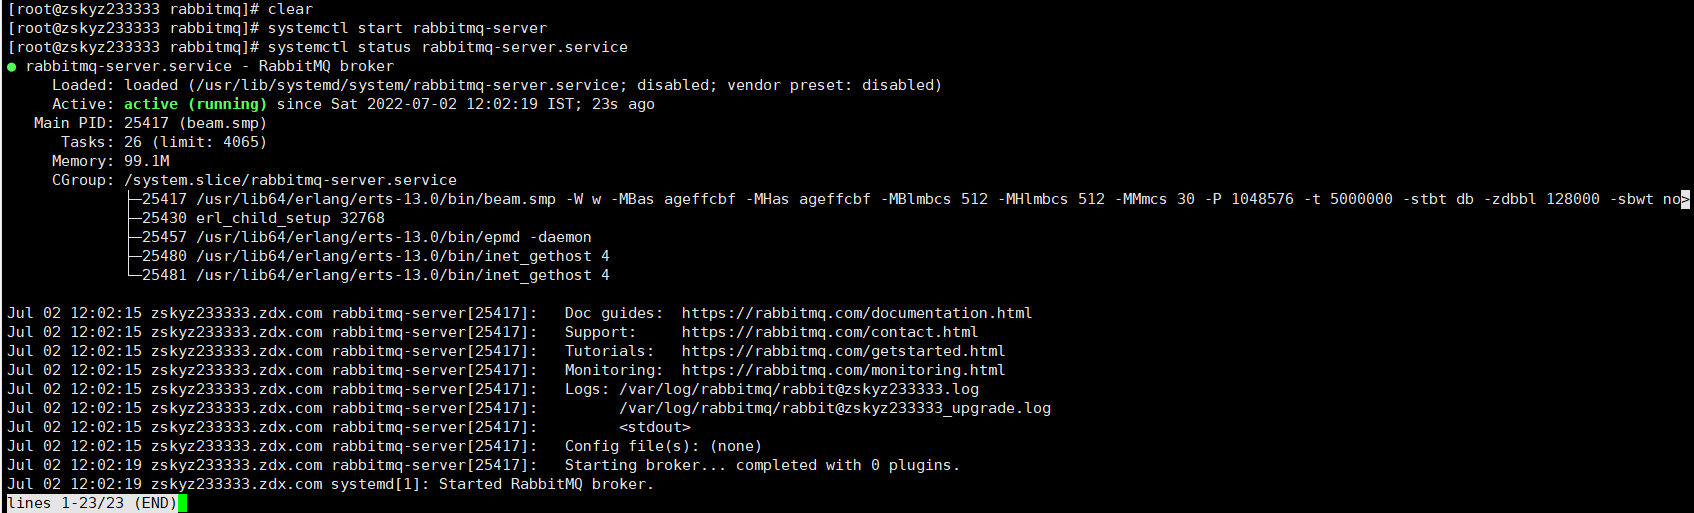 [root@zskyz233333 rabbitmq]# clear
[root@zskyz233333 rabbitmq]# systemctl start rabbitmq-server
[root@zskyz233333 rabbitmq]# systemctl status rabbitmq-server.service
● rabbitmq-server.service - RabbitMQ broker
     Loaded: loaded (/usr/lib/systemd/system/rabbitmq-server.service; disabled; vendor preset: disabled)
     Active: active (running) since Sat 2022-07-02 12:02:19 IST; 23s ago
   Main PID: 25417 (beam.smp)
      Tasks: 26 (limit: 4065)
     Memory: 99.1M
     CGroup: /system.slice/rabbitmq-server.service
             ├─25417 /usr/lib64/erlang/erts-13.0/bin/beam.smp -W w -MBas ageffcbf -MHas ageffcbf -MBlmbcs 512 -MHlmbcs 512 -MMmcs 30 -P 1048576 -t 5000000 -stbt db -zdbbl 128000 -sbwt no>
             ├─25430 erl_child_setup 32768
             ├─25457 /usr/lib64/erlang/erts-13.0/bin/epmd -daemon
             ├─25480 /usr/lib64/erlang/erts-13.0/bin/inet_gethost 4
             └─25481 /usr/lib64/erlang/erts-13.0/bin/inet_gethost 4
Jul 02 12:02:15 zskyz233333.zdx.com rabbitmq-server[25417]:   Doc guides:  https://rabbitmq.com/documentation.html
Jul 02 12:02:15 zskyz233333.zdx.com rabbitmq-server[25417]:   Support:     https://rabbitmq.com/contact.html
Jul 02 12:02:15 zskyz233333.zdx.com rabbitmq-server[25417]:   Tutorials:   https://rabbitmq.com/getstarted.html
Jul 02 12:02:15 zskyz233333.zdx.com rabbitmq-server[25417]:   Monitoring:  https://rabbitmq.com/monitoring.html
Jul 02 12:02:15 zskyz233333.zdx.com rabbitmq-server[25417]:   Logs: /var/log/rabbitmq/rabbit@zskyz233333.log
Jul 02 12:02:15 zskyz233333.zdx.com rabbitmq-server[25417]:         /var/log/rabbitmq/rabbit@zskyz233333_upgrade.log
Jul 02 12:02:15 zskyz233333.zdx.com rabbitmq-server[25417]:         <stdout>
Jul 02 12:02:15 zskyz233333.zdx.com rabbitmq-server[25417]:   Config file(s): (none)
Jul 02 12:02:19 zskyz233333.zdx.com rabbitmq-server[25417]:   Starting broker... completed with 0 plugins.
Jul 02 12:02:19 zskyz233333.zdx.com systemd[1]: Started RabbitMQ broker.
lines 1-23/23 (END)